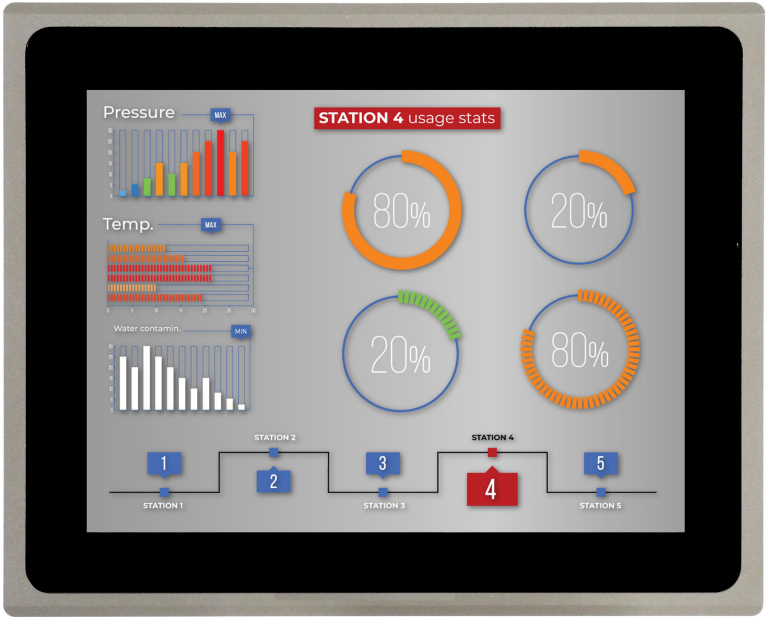 Pressure
MAX
STATION 4 usage stats
80%
20%
Temp.
MAX
Water contamin.
MIN
20%
80%
STATION 2
STATION 4
1
3
5
2
4
STATION 1
STATION 3
STATION 5